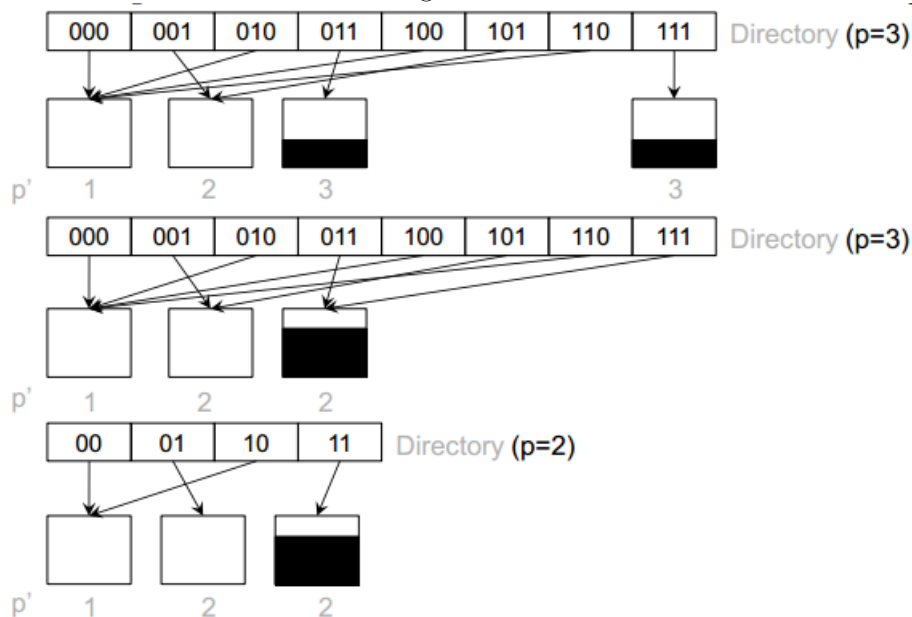 000 001 010 011 100 101 110 111 Directory (p=3)
p' 1 2 3 3
000 001 010 011 100 101 110 111 Directory (p=3)
p' 1 2 2
00 01 10 11 Directory (p=2)
p' 1 2 2